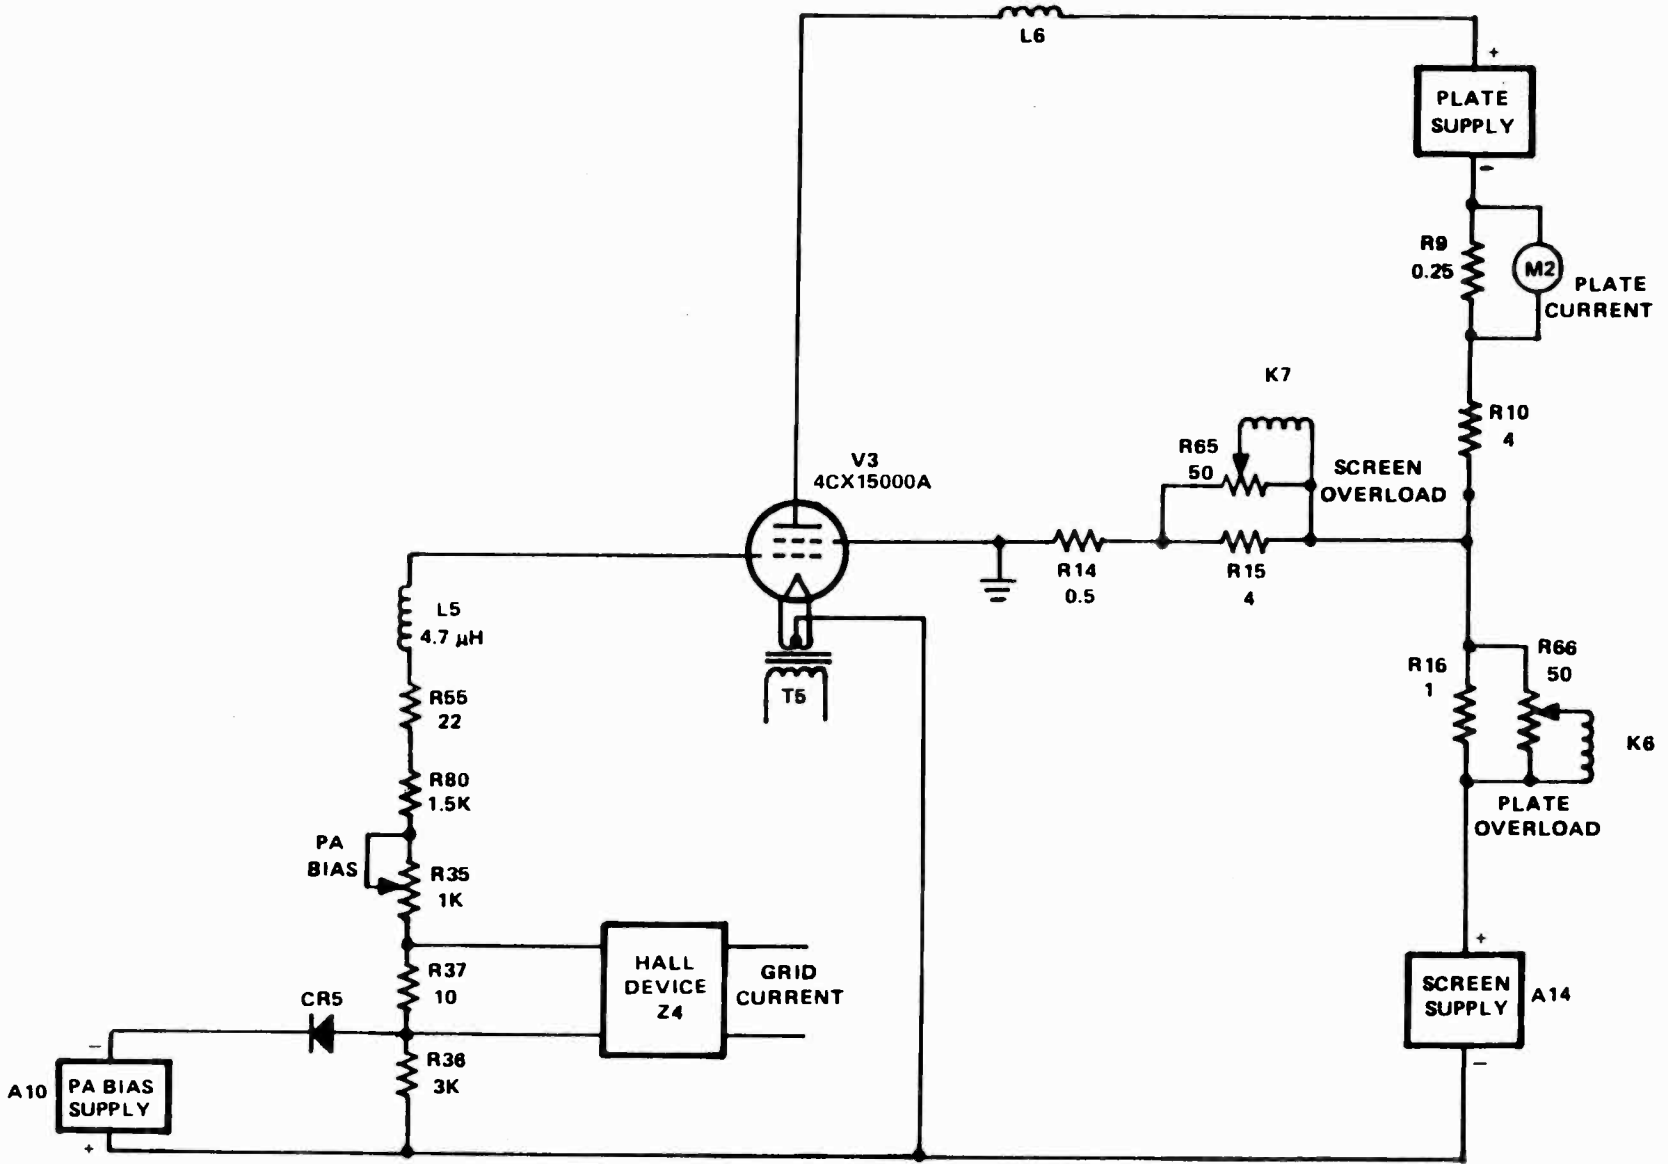 L6
+
PLATE
SUPPLY
−
R9
0.25
M2
PLATE
CURRENT
K7
R10
4
R65
50
SCREEN
OVERLOAD
V3
4CX15000A
R14
0.5
R15
4
L5
4.7 µH
T5
R16
1
R66
50
K6
PLATE
OVERLOAD
R55
22
R80
1.5K
PA
BIAS
R35
1K
HALL
DEVICE
Z4
GRID
CURRENT
R37
10
CR5
+
SCREEN
SUPPLY
A14
−
R36
3K
−
A10
PA BIAS
SUPPLY
+